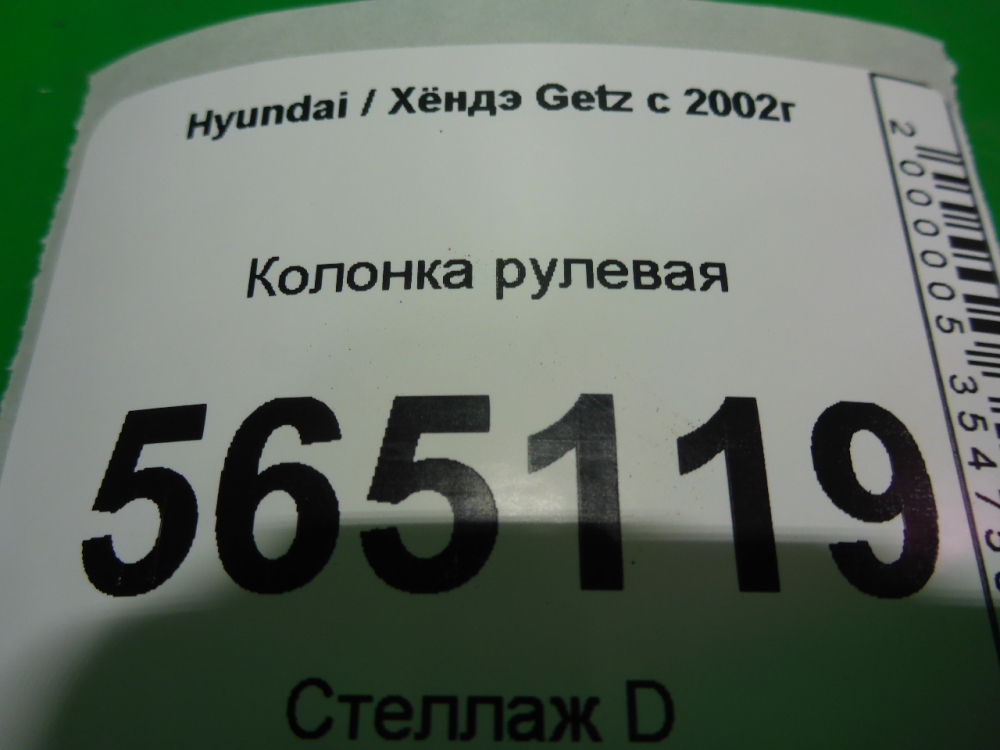 Hyundai / Хёндэ Getz с 2002г
Колонка рулевая
565119
Стеллаж D